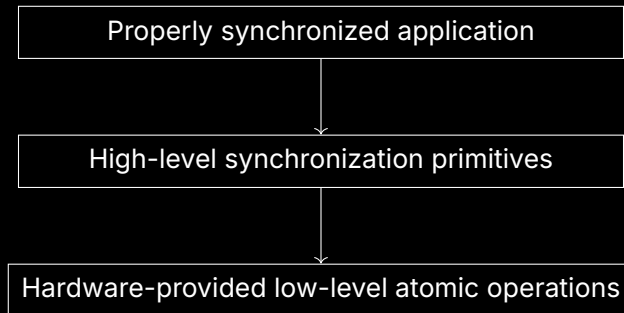 Properly synchronized application
High-level synchronization primitives
Hardware-provided low-level atomic operations